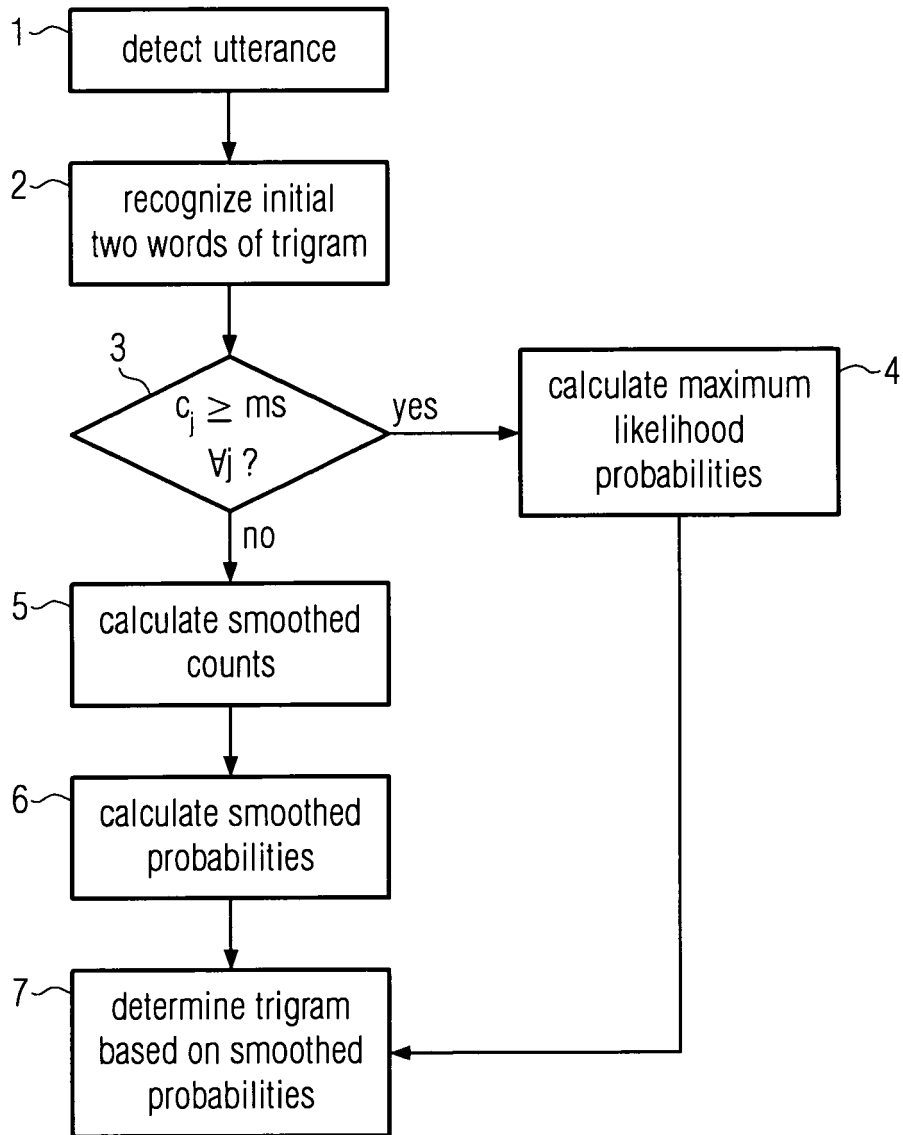 1
detect utterance
2
recognize initial
two words of trigram
3
c_j ≥ ms
∀j ?
yes
4
calculate maximum
likelihood
probabilities
no
5
calculate smoothed
counts
6
calculate smoothed
probabilities
7
determine trigram
based on smoothed
probabilities